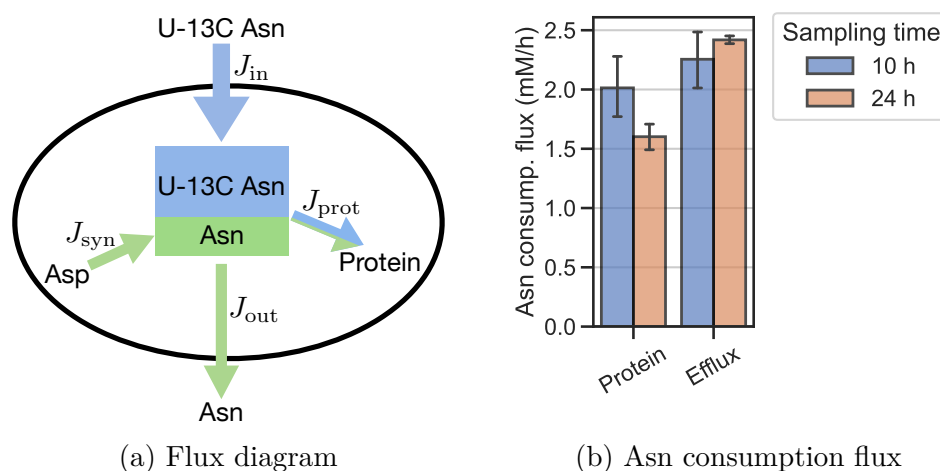 U-13C Asn
J_in
U-13C Asn
J_prot
Asn
J_syn
Asp
Protein
J_out
Asn
(a) Flux diagram
Asn consump. flux (mM/h)
2.5
2.0
1.5
1.0
0.5
0.0
Protein
Efflux
Sampling time
10 h
24 h
(b) Asn consumption flux